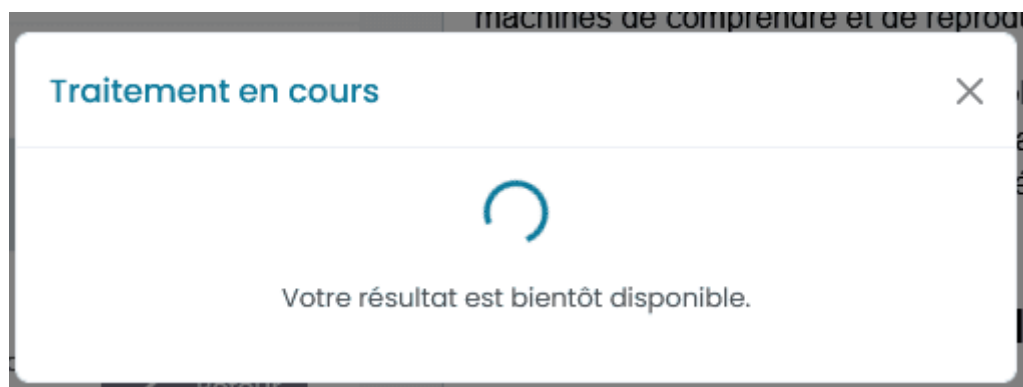 machines de comprendre et de reprodu
Traitement en cours
Votre résultat est bientôt disponible.